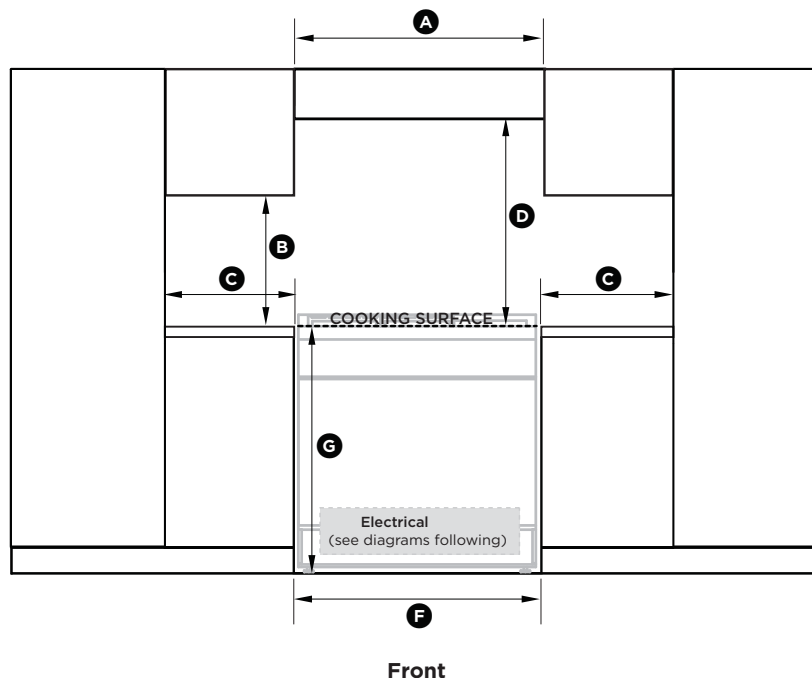 A
D
B
C
C
COOKING SURFACE
G
Electrical
(see diagrams following)
F
Front